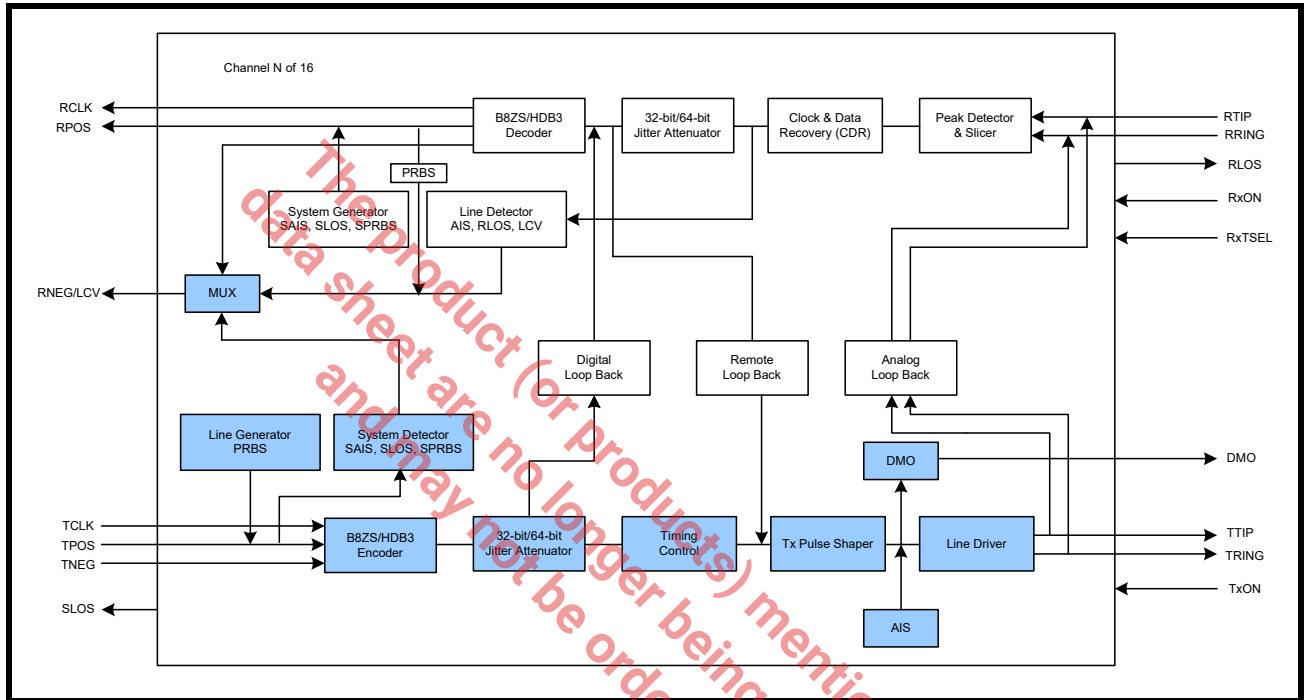 Channel N of 16
RCLK
RPOS
B8ZS/HDB3
Decoder
32-bit/64-bit
Jitter Attenuator
Clock & Data
Recovery (CDR)
Peak Detector
& Slicer
RTIP
RRING
RLOS
PRBS
System Generator
SAIS, SLOS, SPRBS
Line Detector
AIS, RLOS, LCV
RxON
RxTSEL
RNEG/LCV
MUX
Digital
Loop Back
Remote
Loop Back
Analog
Loop Back
Line Generator
PRBS
System Detector
SAIS, SLOS, SPRBS
DMO
DMO
TCLK
TPOS
TNEG
B8ZS/HDB3
Encoder
32-bit/64-bit
Jitter Attenuator
Timing
Control
Tx Pulse Shaper
Line Driver
TTIP
TRING
TxON
SLOS
AIS
The product (or products) mentio
data sheet are no longer being
and may not be orde